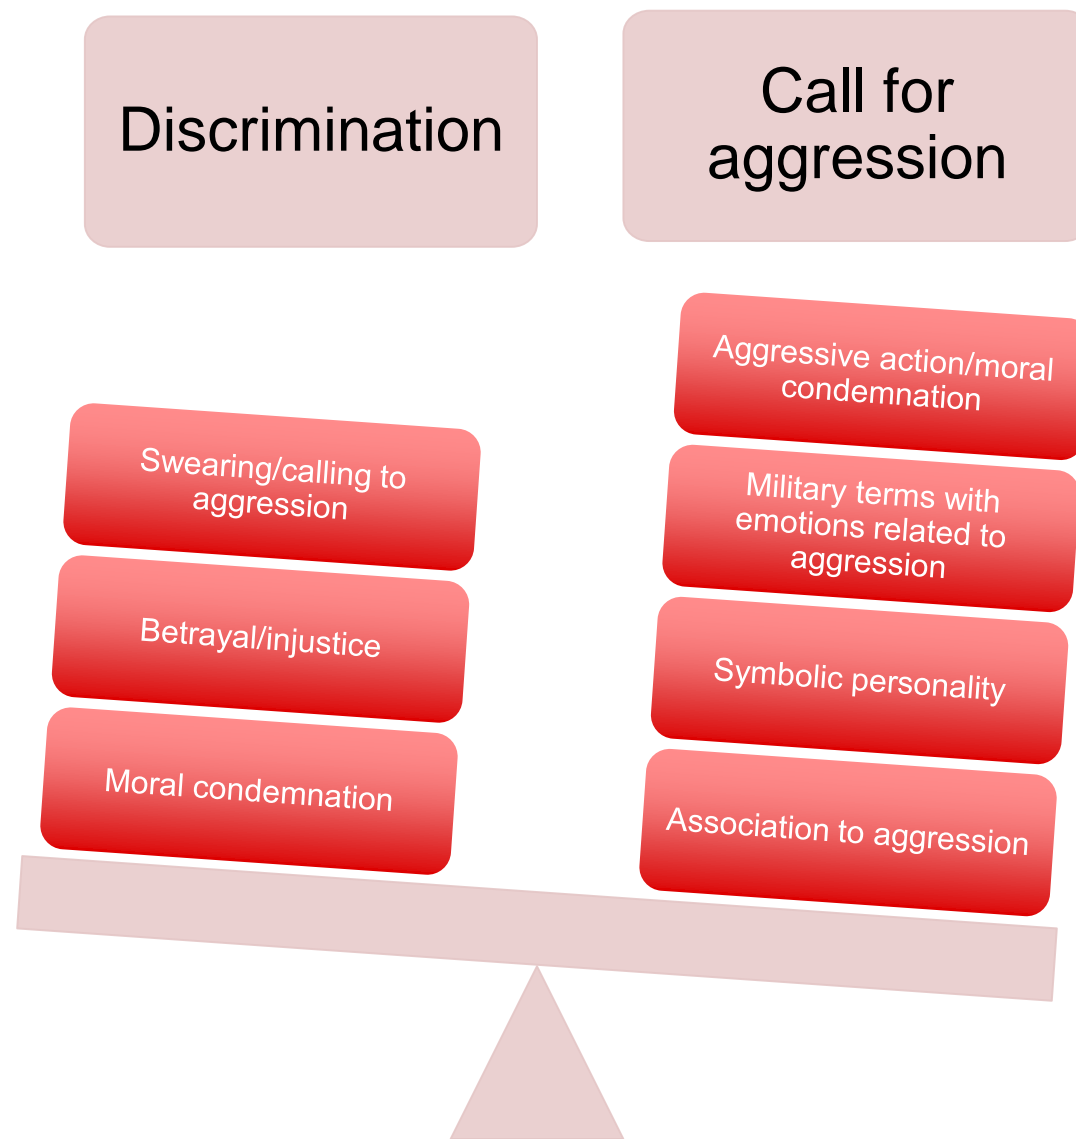 Discrimination
Call for
aggression
Swearing/calling to
aggression
Betrayal/injustice
Moral condemnation
Aggressive action/moral
condemnation
Military terms with
emotions related to
aggression
Symbolic personality
Association to aggression